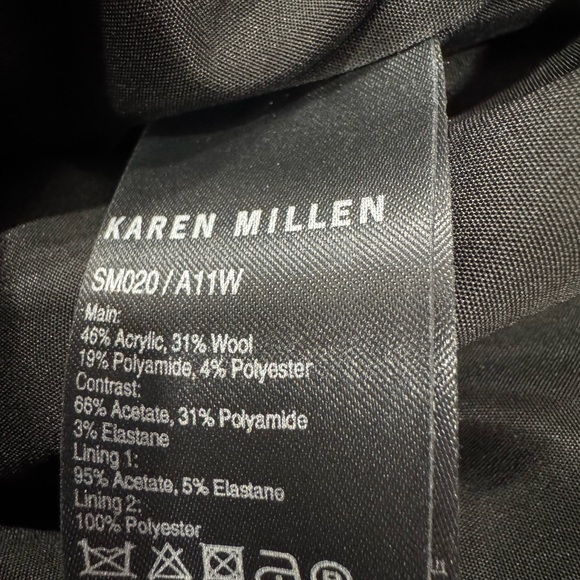 KAREN MILLEN
SM020 / A11W
Main:
46% Acrylic, 31% Wool
19% Polyamide, 4% Polyester
Contrast:
66% Acetate, 31% Polyamide
3% Elastane
Lining 1:
95% Acetate, 5% Elastane
Lining 2:
100% Polyester